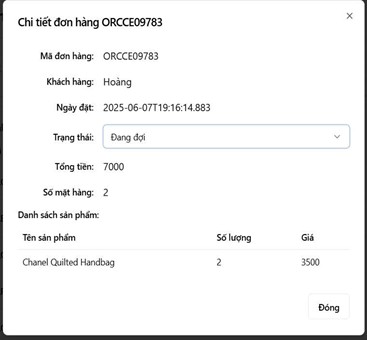 Chi tiết đơn hàng ORCCE09783
Mã đơn hàng: ORCCE09783
Khách hàng: Hoàng
Ngày đặt: 2025-06-07T19:16:14.883
Trạng thái: Đang đợi
Tổng tiền: 7000
Số mặt hàng: 2
Danh sách sản phẩm:
Tên sản phẩm Số lượng Giá
Chanel Quilted Handbag 2 3500
Đóng